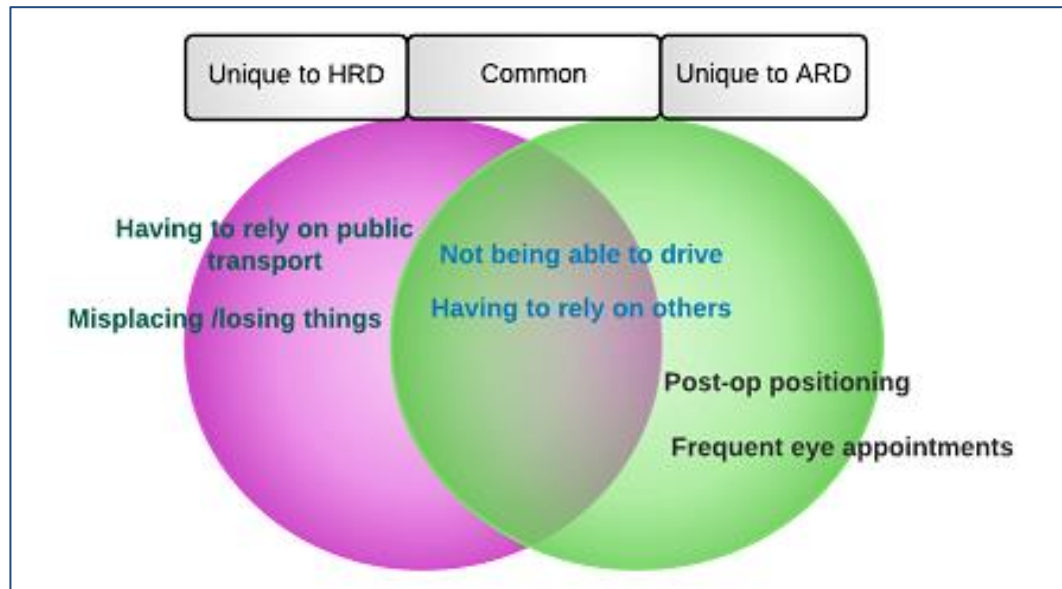 Unique to HRD
Common
Unique to ARD
Having to rely on public
transport
Misplacing /losing things
Not being able to drive
Having to rely on others
Post-op positioning
Frequent eye appointments